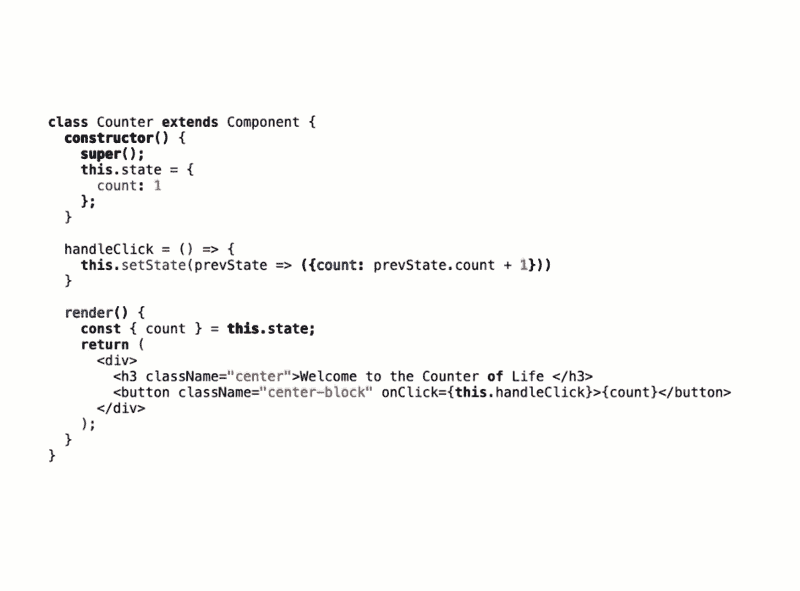 class Counter extends Component {
  constructor() {
    super();
    this.state = {
      count: 1
    };
  }

  handleClick = () => {
    this.setState(prevState => ({count: prevState.count + 1}))
  }

  render() {
    const { count } = this.state;
    return (
      <div>
        <h3 className="center">Welcome to the Counter of Life </h3>
        <button className="center-block" onClick={this.handleClick}>{count}</button>
      </div>
    );
  }
}